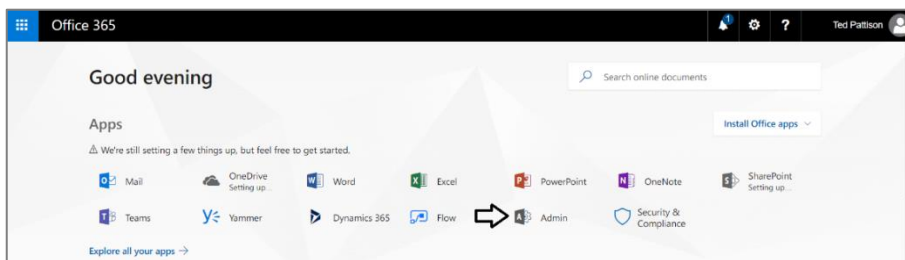 Office 365
1
?
Ted Pattison
Good evening
Search online documents
Apps
Install Office apps
We're still setting a few things up, but feel free to get started.
Mail
OneDrive
Setting up...
Word
Excel
PowerPoint
OneNote
SharePoint
Setting up...
Teams
Yammer
Dynamics 365
Flow
Admin
Security &
Compliance
Explore all your apps →